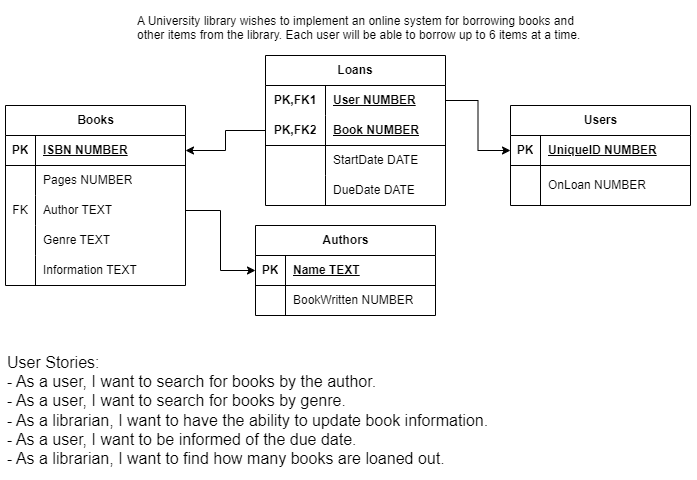 A University library wishes to implement an online system for borrowing books and
other items from the library. Each user will be able to borrow up to 6 items at a time.
Loans
PK,FK1 User NUMBER
PK,FK2 Book NUMBER
StartDate DATE
DueDate DATE
Books
PK ISBN NUMBER
Pages NUMBER
FK Author TEXT
Genre TEXT
Information TEXT
Users
PK UniqueID NUMBER
OnLoan NUMBER
Authors
PK Name TEXT
BookWritten NUMBER
User Stories:
- As a user, I want to search for books by the author.
- As a user, I want to search for books by genre.
- As a librarian, I want to have the ability to update book information.
- As a user, I want to be informed of the due date.
- As a librarian, I want to find how many books are loaned out.